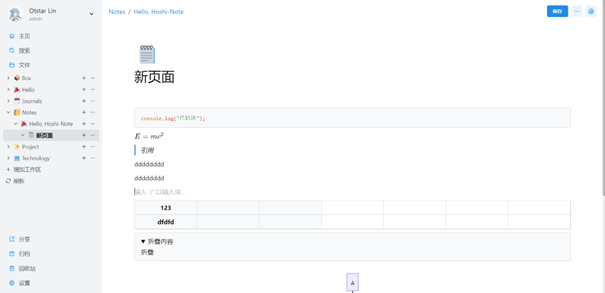 Otstar Lin
admin
主页
搜索
文件
Box
Hello
Journals
Notes
Hello, Hoshi-Note
新页面
Project
Technology
增加工作区
刷新
分享
归档
回收站
设置
Notes / Hello, Hoshi-Note
保存
新页面
console.log("代码块");
E = mc²
引用
dddddddd
dddddddd
输入 / 以插入块...
123
dfdfd
折叠内容
折叠
A